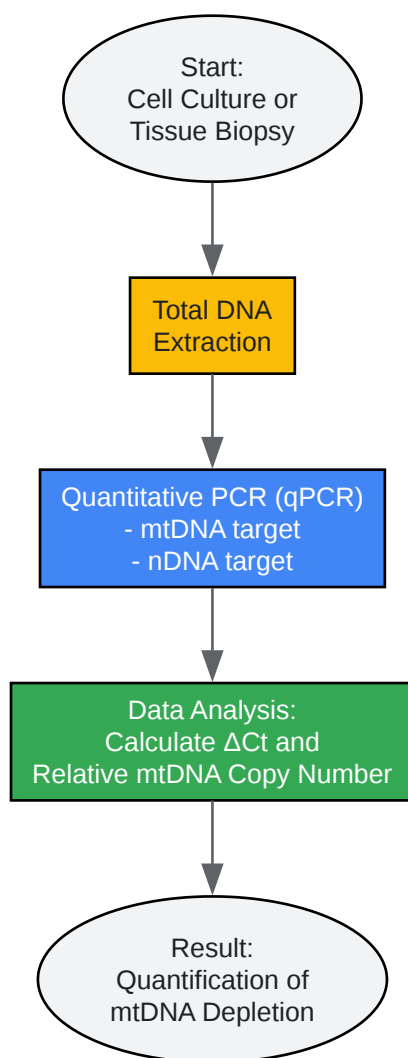 Start:
Cell Culture or
Tissue Biopsy
Total DNA
Extraction
Quantitative PCR (qPCR)
- mtDNA target
- nDNA target
Data Analysis:
Calculate ΔCt and
Relative mtDNA Copy Number
Result:
Quantification of
mtDNA Depletion